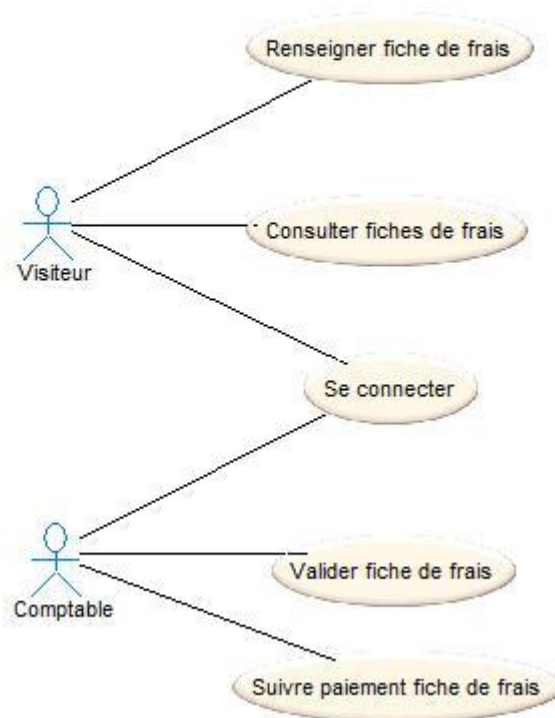 Renseigner fiche de frais
Consulter fiches de frais
Visiteur
Se connecter
Valider fiche de frais
Comptable
Suivre paiement fiche de frais